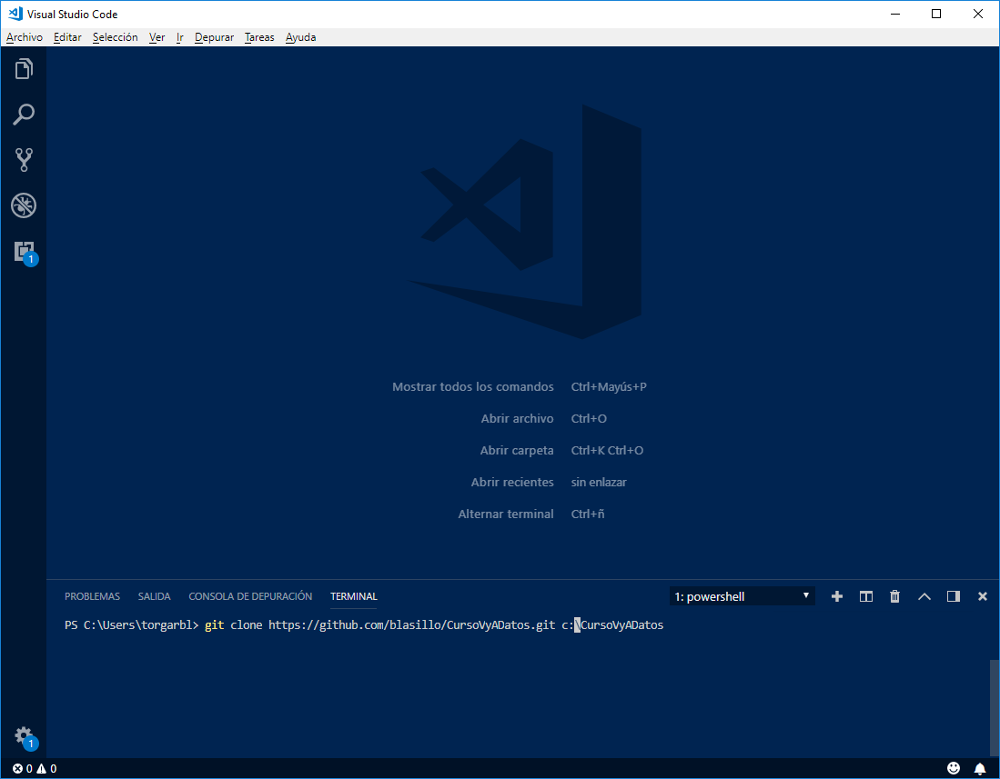 Visual Studio Code
Archivo Editar Selección Ver Ir Depurar Tareas Ayuda
1
Mostrar todos los comandos Ctrl+Mayús+P
Abrir archivo Ctrl+O
Abrir carpeta Ctrl+K Ctrl+O
Abrir recientes sin enlazar
Alternar terminal Ctrl+ñ
PROBLEMAS SALIDA CONSOLA DE DEPURACIÓN TERMINAL 1: powershell
PS C:\Users\torgarbl> git clone https://github.com/blasillo/CursoVyADatos.git c:\CursoVyADatos
1
0 0